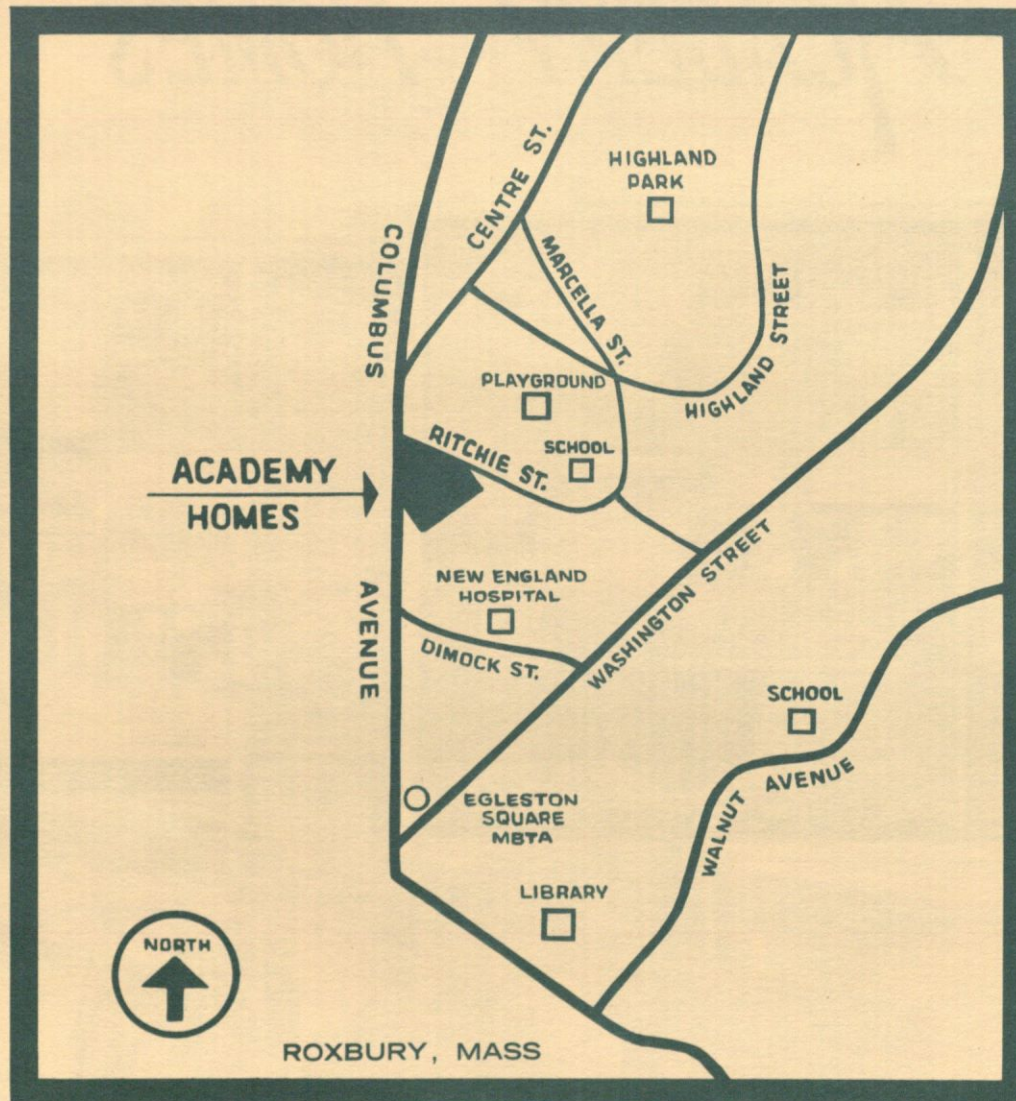 CENTRE ST.
HIGHLAND
PARK
COLUMBUS
MARCELLA ST.
HIGHLAND STREET
PLAYGROUND
RITCHIE ST.
SCHOOL
ACADEMY
HOMES
NEW ENGLAND
HOSPITAL
AVENUE
DIMOCK ST.
WASHINGTON STREET
SCHOOL
WALNUT AVENUE
EGLESTON
SQUARE
MBTA
LIBRARY
NORTH
ROXBURY, MASS